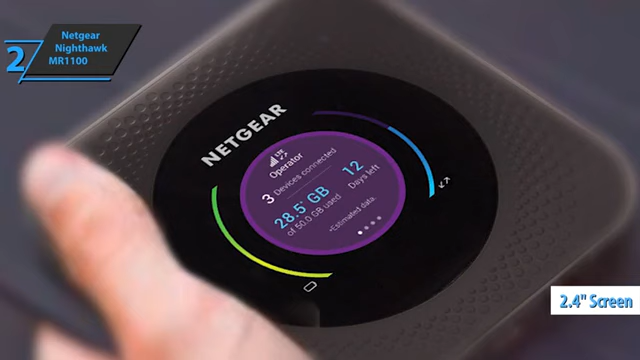 2
Netgear
Nighthawk
MR1100
NETGEAR
LTE
Operator
3 Devices connected
28.5* GB
of 50.0 GB used
12
Days left
*Estimated data.
2.4" Screen